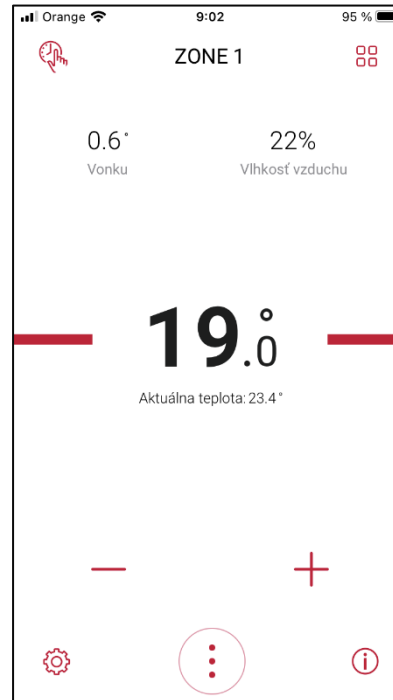 Orange 9:02 95 %
ZONE 1
0.6° 22%
Vonku Vlhkosť vzduchu
19.0°
Aktuálna teplota: 23.4°